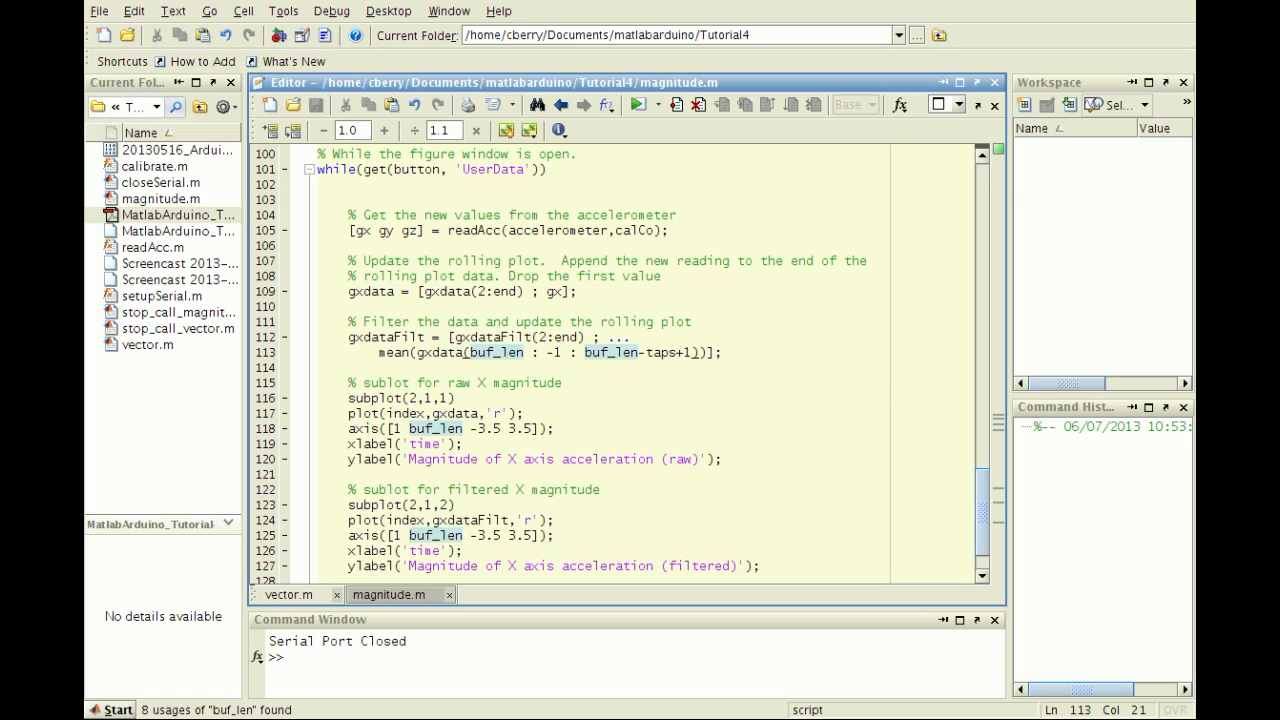 File Edit Text Go Cell Tools Debug Desktop Window Help
Current Folder: /home/cberry/Documents/matlabarduino/Tutorial4
Shortcuts How to Add What's New
Current Fo...
« T...
Name
20130516_Ardui...
calibrate.m
closeSerial.m
magnitude.m
MatlabArduino_T...
MatlabArduino_T...
readAcc.m
Screencast 2013-...
Screencast 2013-...
setupSerial.m
stop_call_magnit...
stop_call_vector.m
vector.m
MatlabArduino_Tutorial
No details available
Editor - /home/cberry/Documents/matlabarduino/Tutorial4/magnitude.m
Base
fx
- 1.0 + ÷ 1.1 ×
100 % While the figure window is open.
101 - while(get(button, 'UserData'))
102
103
104 % Get the new values from the accelerometer
105 - [gx gy gz] = readAcc(accelerometer,calCo);
106
107 % Update the rolling plot.  Append the new reading to the end of the
108 % rolling plot data. Drop the first value
109 - gxdata = [gxdata(2:end) ; gx];
110
111 % Filter the data and update the rolling plot
112 - gxdataFilt = [gxdataFilt(2:end) ; ...
113 mean(gxdata(buf_len : -1 : buf_len-taps+1))];
114
115 % sublot for raw X magnitude
116 - subplot(2,1,1)
117 - plot(index,gxdata,'r');
118 - axis([1 buf_len -3.5 3.5]);
119 - xlabel('time');
120 - ylabel('Magnitude of X axis acceleration (raw)');
121
122 % sublot for filtered X magnitude
123 - subplot(2,1,2)
124 - plot(index,gxdataFilt,'r');
125 - axis([1 buf_len -3.5 3.5]);
126 - xlabel('time');
127 - ylabel('Magnitude of X axis acceleration (filtered)');
128
vector.m × magnitude.m ×
Command Window
Serial Port Closed
fx >>
Workspace
Sel...
Name Value
Command Hist...
%-- 06/07/2013 10:53:
Start 8 usages of "buf_len" found script Ln 113 Col 21 OVR